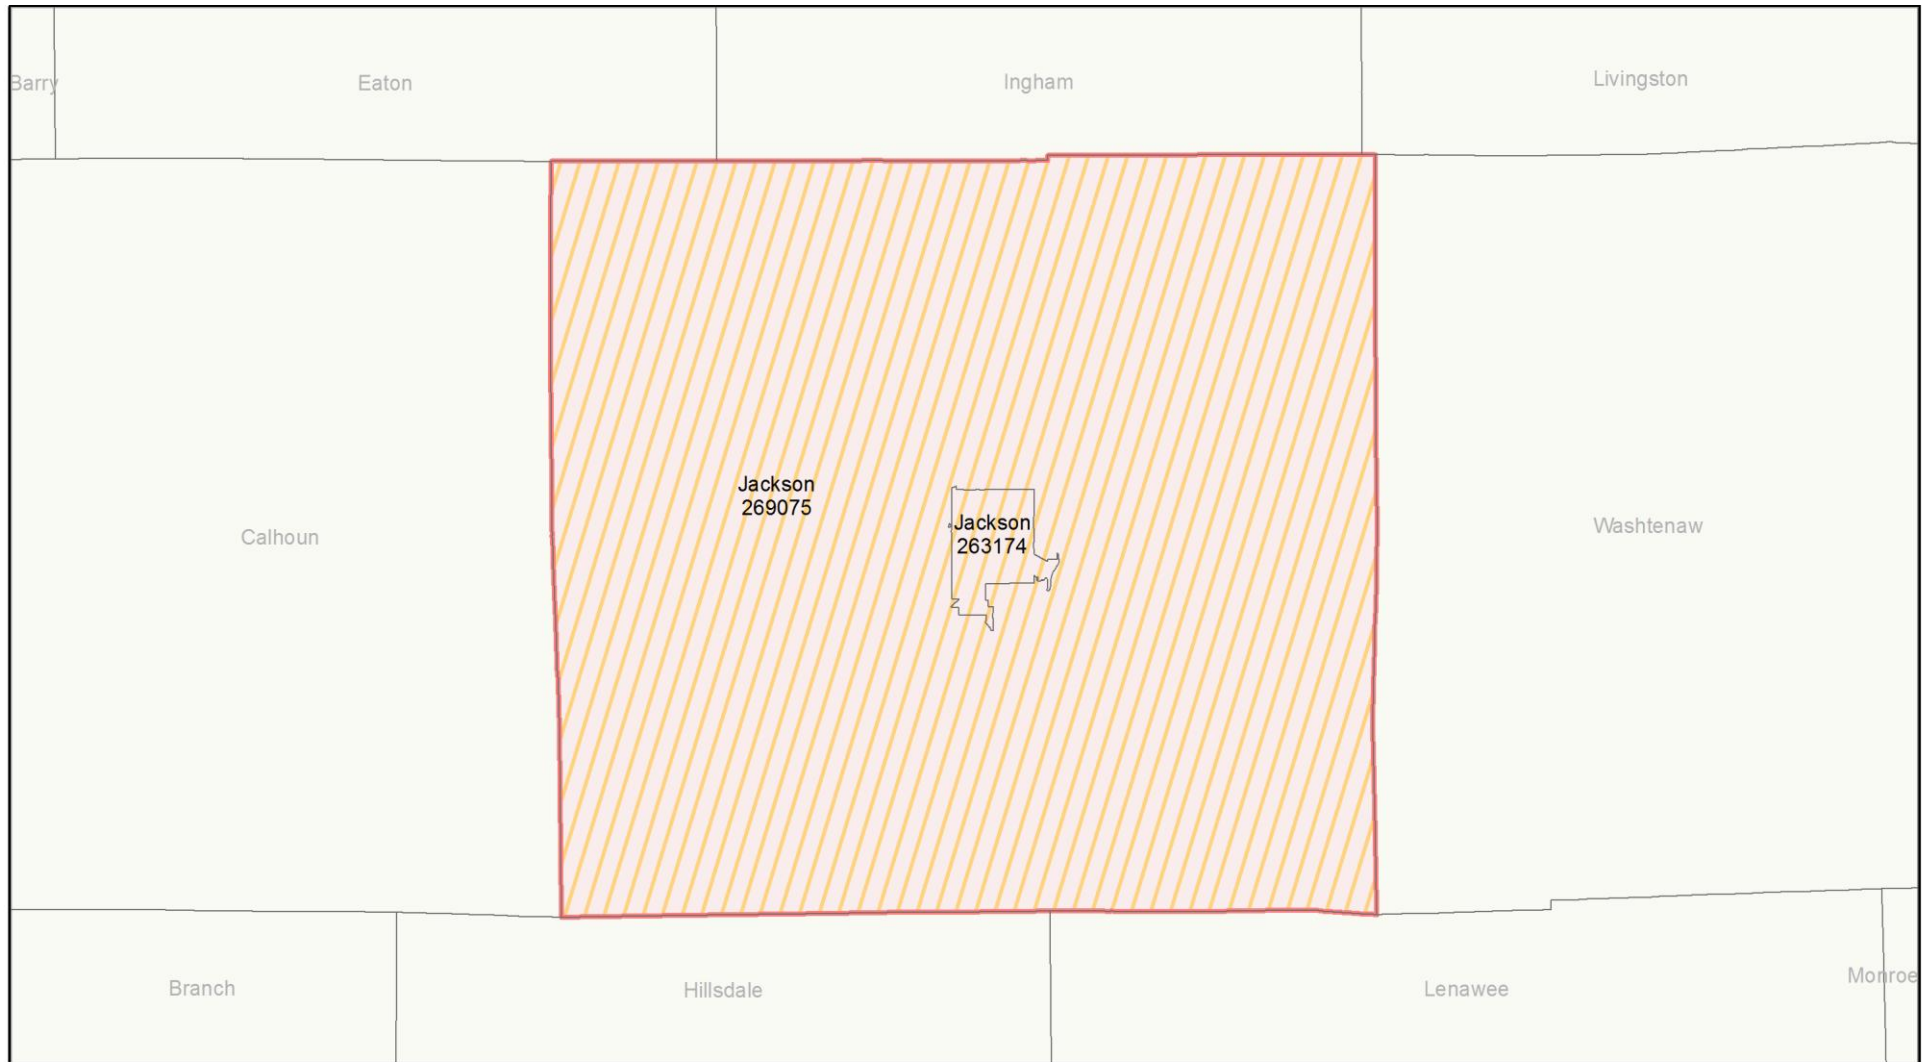 Barry
Eaton
Ingham
Livingston
Jackson
269075
Jackson
263174
Calhoun
Washtenaw
Branch
Hillsdale
Lenawee
Monroe